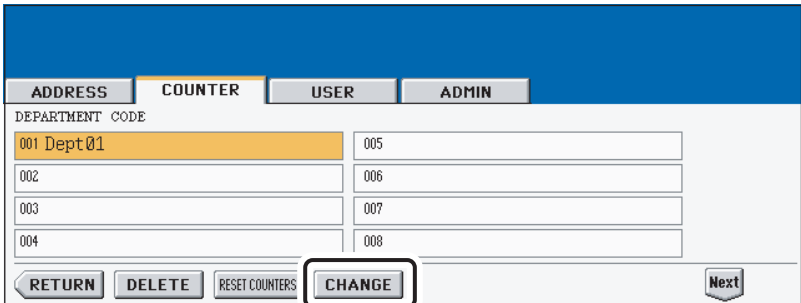 ADDRESS COUNTER USER ADMIN
DEPARTMENT CODE
001 Dept01 005
002 006
003 007
004 008
RETURN DELETE RESET COUNTERS CHANGE Next